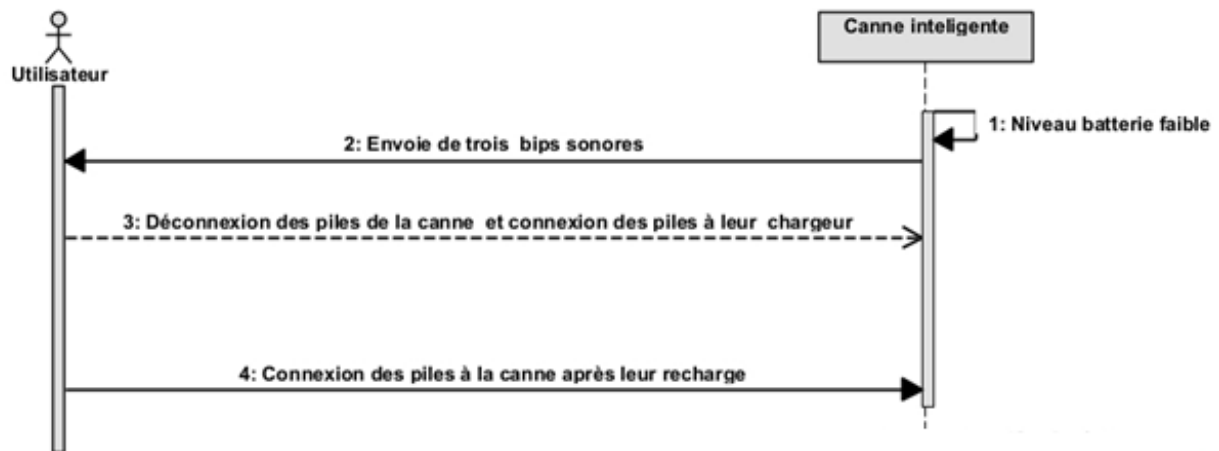 Canne inteligente
Utilisateur
1: Niveau batterie faible
2: Envoie de trois bips sonores
3: Déconnexion des piles de la canne et connexion des piles à leur chargeur
4: Connexion des piles à la canne après leur recharge